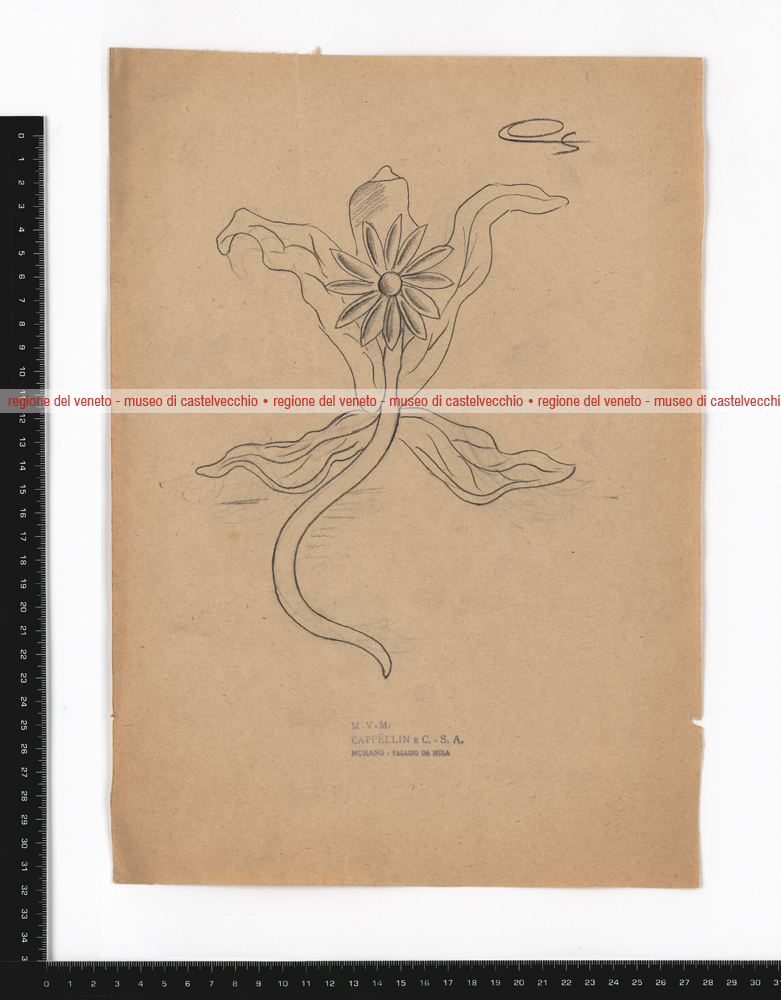 regione del veneto - museo di castelvecchio • regione del veneto - museo di castelvecchio • regione del veneto - museo di castelvecchi
M. V. M.
CAPPELLIN & C. - S. A.
MURANO - PALAZZO DA MULA
0 1 2 3 4 5 6 7 8 9 10 11 12 13 14 15 16 17 18 19 20 21 22 23 24 25 26 27 28 29 30 31 32 33 34 3
0 1 2 3 4 5 6 7 8 9 10 11 12 13 14 15 16 17 18 19 20 21 22 23 24 25 26 27 28 29 30 3